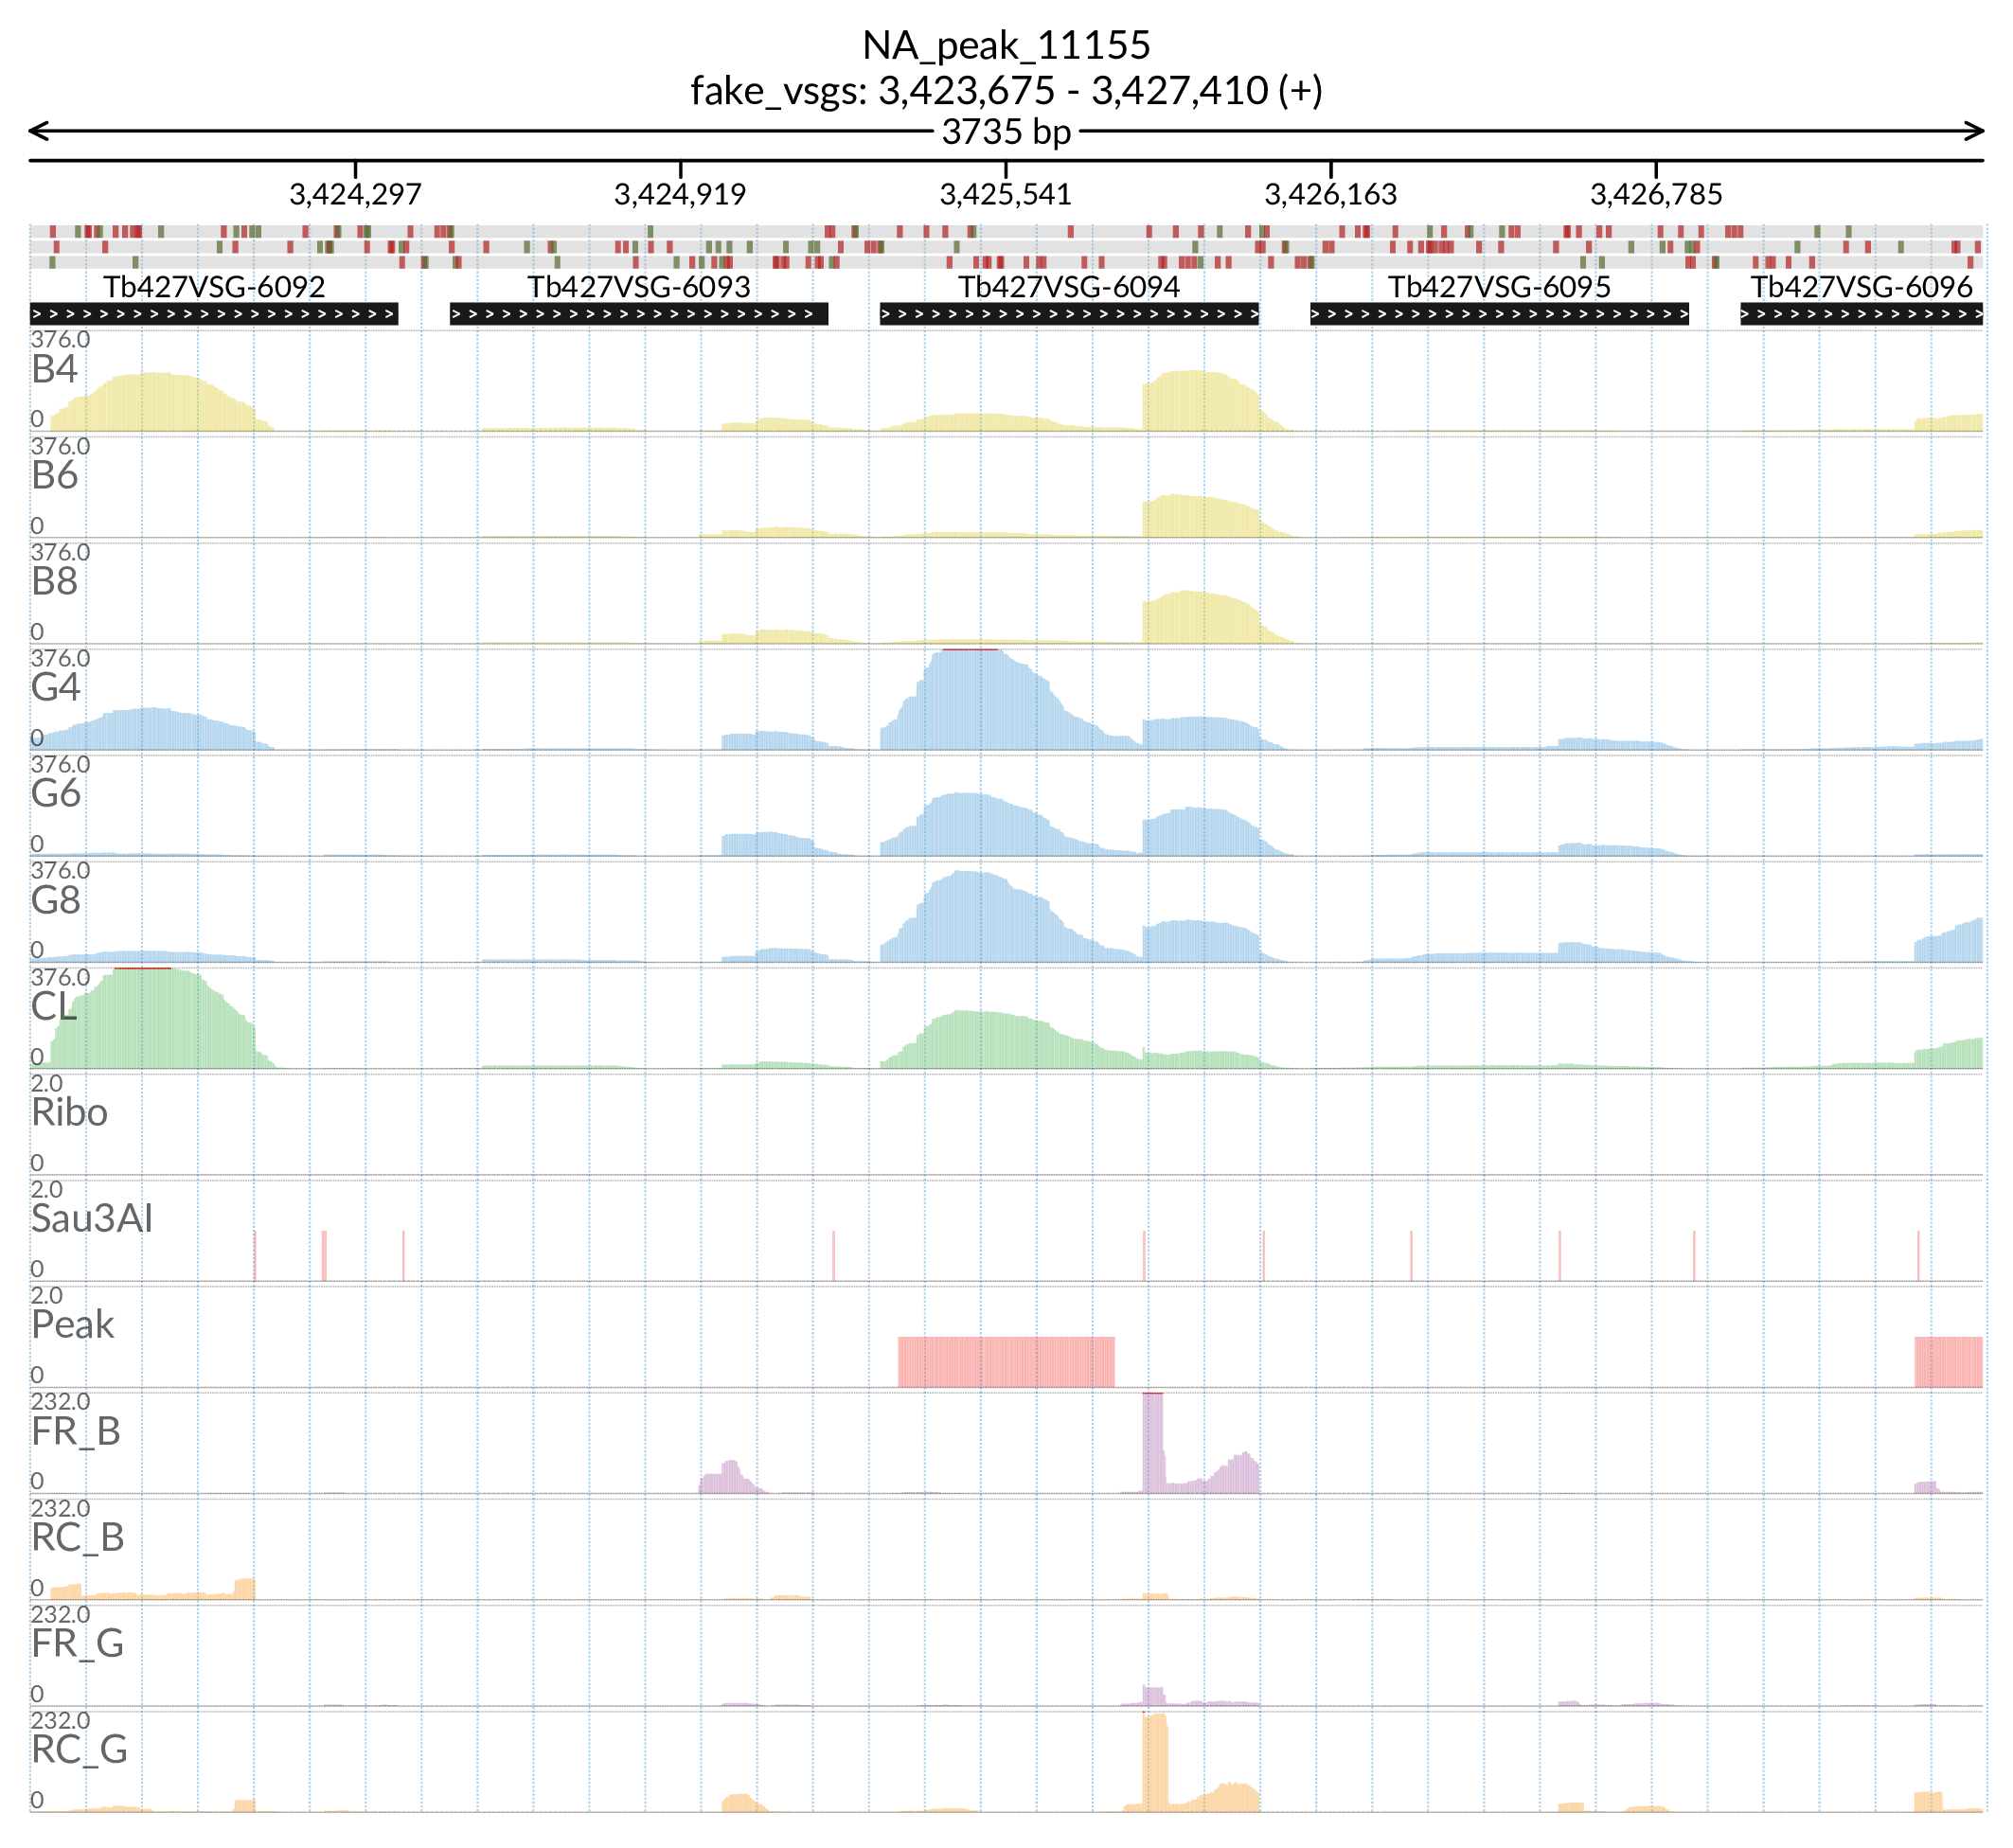 NA_peak_11155
fake_vsgs: 3,423,675 - 3,427,410 (+)
3735 bp
3,424,297 3,424,919 3,425,541 3,426,163 3,426,785
Tb427VSG-6092 Tb427VSG-6093 Tb427VSG-6094 Tb427VSG-6095 Tb427VSG-6096
376.0
B4
0
376.0
B6
0
376.0
B8
0
376.0
G4
0
376.0
G6
0
376.0
G8
0
376.0
CL
0
2.0
Ribo
0
2.0
Sau3AI
0
2.0
Peak
0
232.0
FR_B
0
232.0
RC_B
0
232.0
FR_G
0
232.0
RC_G
0